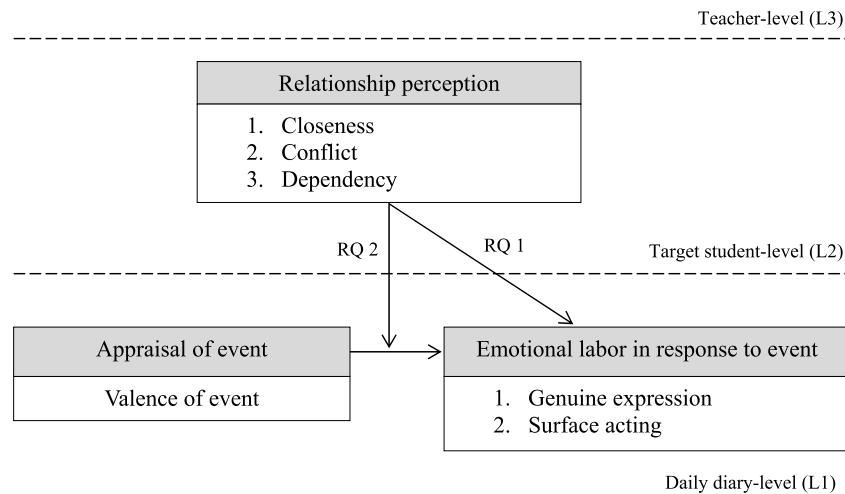 Teacher-level (L3)
Relationship perception
1. Closeness
2. Conflict
3. Dependency
RQ 2
RQ 1
Target student-level (L2)
Appraisal of event
Valence of event
Emotional labor in response to event
1. Genuine expression
2. Surface acting
Daily diary-level (L1)